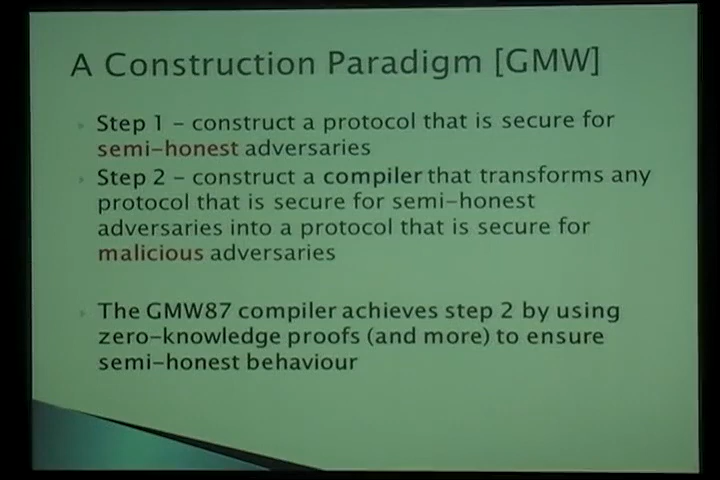 A Construction Paradigm [GMW]
Step 1 – construct a protocol that is secure for
semi-honest adversaries
Step 2 – construct a compiler that transforms any
protocol that is secure for semi-honest
adversaries into a protocol that is secure for
malicious adversaries
The GMW87 compiler achieves step 2 by using
zero-knowledge proofs (and more) to ensure
semi-honest behaviour